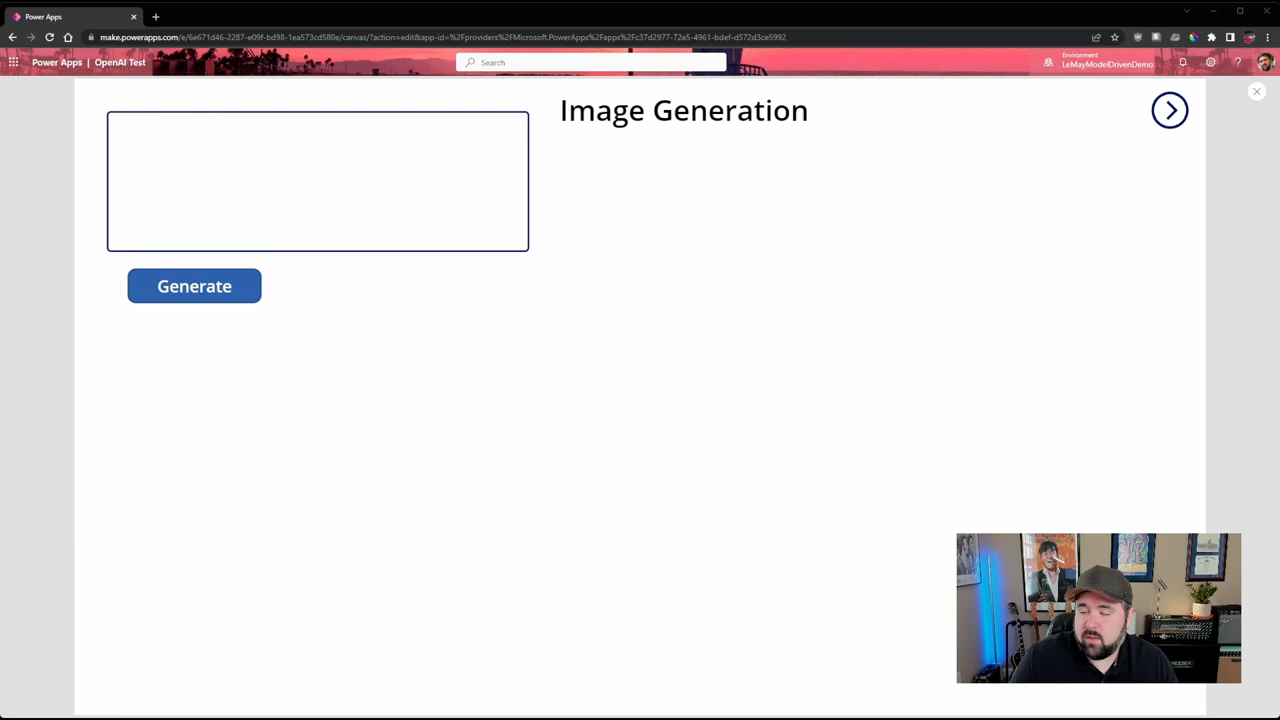 Power Apps
make.powerapps.com/e/6e671d46-2287-e09f-bd98-1ea573cd580e/canvas/?action=edit&app-id=%2Fproviders%2FMicrosoft.PowerApps%2Fapps%2Fc37d2977-72e5-4961-bdef-d572d3ce5992
Power Apps | OpenAI Test
Search
Environment
LeMayModelDrivenDemo
Image Generation
Generate